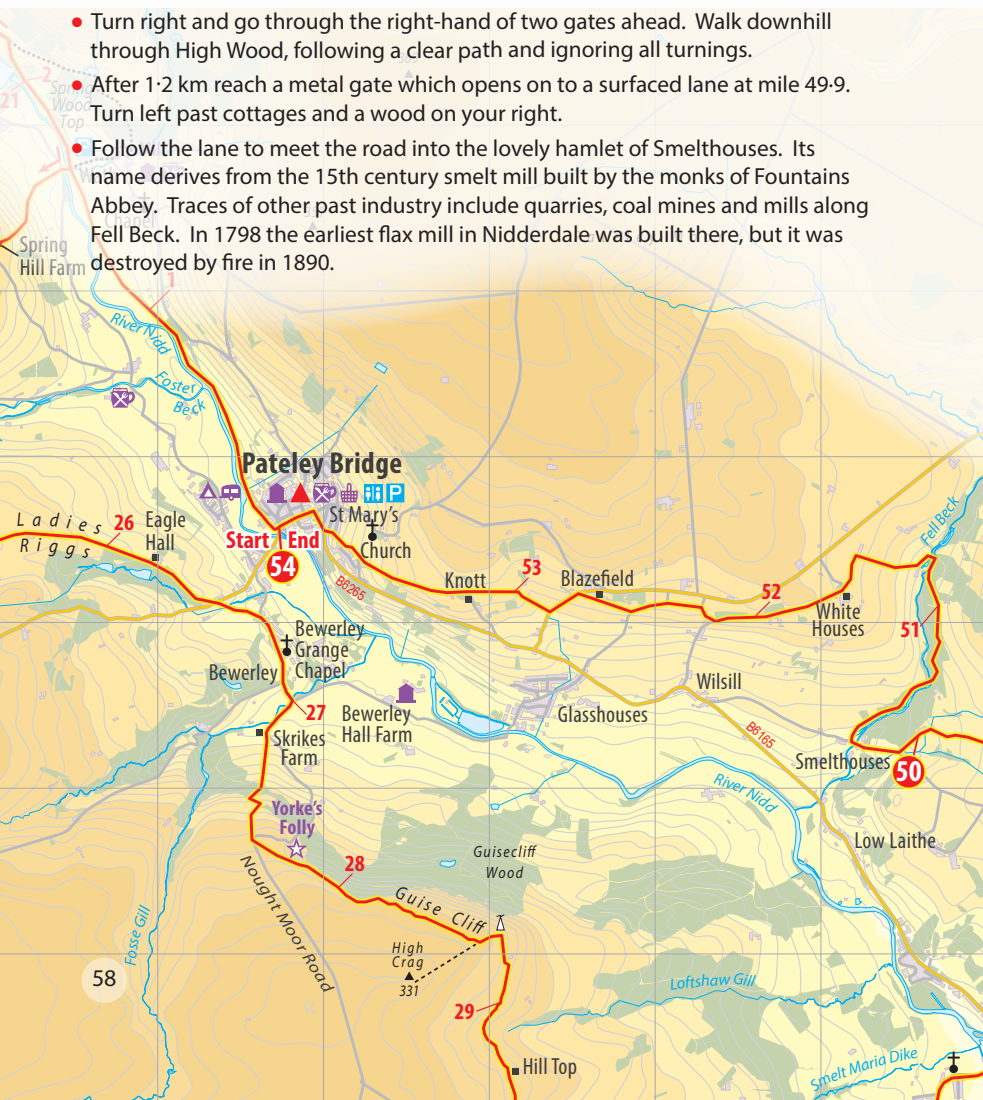 • Turn right and go through the right-hand of two gates ahead. Walk downhill
through High Wood, following a clear path and ignoring all turnings.
• After 1·2 km reach a metal gate which opens on to a surfaced lane at mile 49·9.
Turn left past cottages and a wood on your right.
• Follow the lane to meet the road into the lovely hamlet of Smelthouses. Its
name derives from the 15th century smelt mill built by the monks of Fountains
Abbey. Traces of other past industry include quarries, coal mines and mills along
Fell Beck. In 1798 the earliest flax mill in Nidderdale was built there, but it was
destroyed by fire in 1890.
2
21
Spring
Wood
Top
Chapel
Spring
Hill Farm
1
River Nidd
Foster
Beck
Pateley Bridge
P
St Mary's
Church
Start End
54
Ladies
Riggs
26
Eagle
Hall
B6265
Knott
53
Blazefield
52
White
Houses
Fell Beck
51
Bewerley
Grange
Chapel
Bewerley
27
Bewerley
Hall Farm
Skrikes
Farm
Glasshouses
Wilsill
B6165
Smelthouses
50
River Nidd
Low Laithe
Yorke's
Folly
28
Guisecliff
Wood
Guise Cliff
Nought Moor Road
Fosse Gill
High
Crag
331
29
Loftshaw Gill
Hill Top
Smelt Maria Dike
58